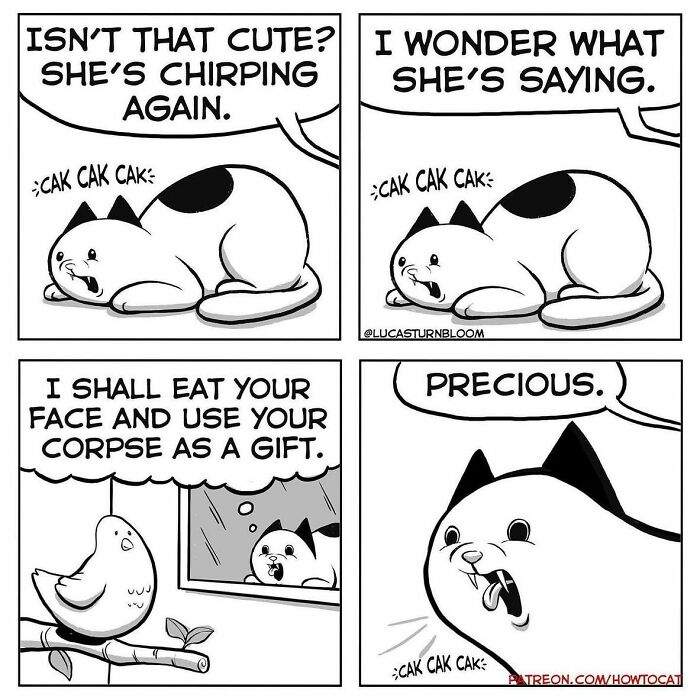 ISN'T THAT CUTE?
SHE'S CHIRPING
AGAIN.
CAK CAK CAK
I WONDER WHAT
SHE'S SAYING.
CAK CAK CAK
@LUCASTURNBLOOM
I SHALL EAT YOUR
FACE AND USE YOUR
CORPSE AS A GIFT.
PRECIOUS.
CAK CAK CAK
PATREON.COM/HOWTOCAT